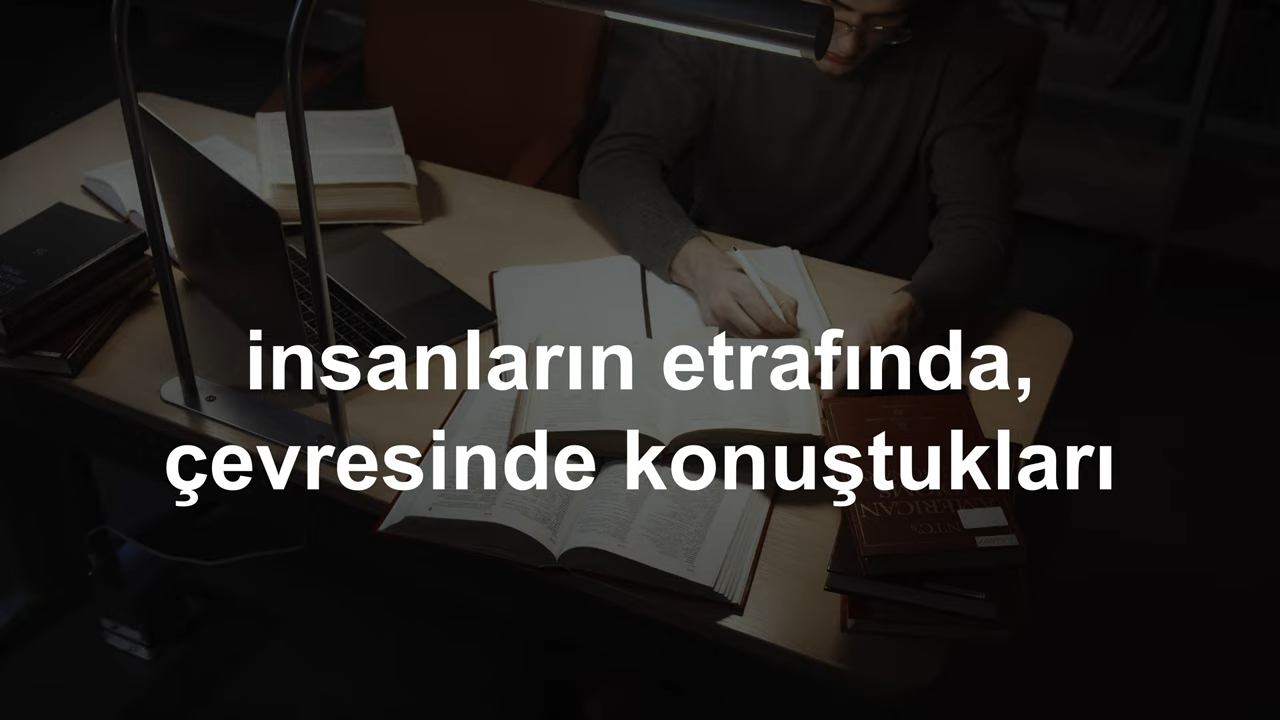 insanların etrafında,
çevresinde konuştukları